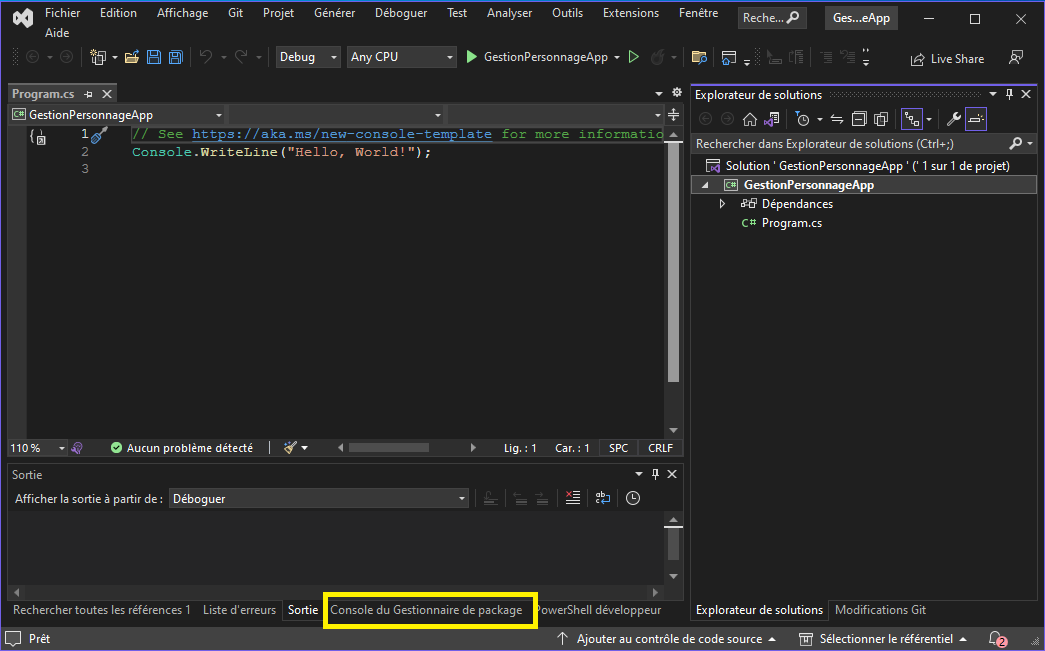 Fichier Edition Affichage Git Projet Générer Déboguer Test Analyser Outils Extensions Fenêtre Reche... Ges...eApp
Aide
Debug Any CPU GestionPersonnageApp Live Share
Program.cs
GestionPersonnageApp
1 // See https://aka.ms/new-console-template for more informatio
2 Console.WriteLine("Hello, World!");
3
110 % Aucun problème détecté Lig. : 1 Car. : 1 SPC CRLF
Sortie
Afficher la sortie à partir de : Déboguer
Rechercher toutes les références 1 Liste d'erreurs Sortie Console du Gestionnaire de package PowerShell développeur
Explorateur de solutions
Rechercher dans Explorateur de solutions (Ctrl+;)
Solution ' GestionPersonnageApp ' (' 1 sur 1 de projet)
C# GestionPersonnageApp
Dépendances
C# Program.cs
Explorateur de solutions Modifications Git
Prêt Ajouter au contrôle de code source Sélectionner le référentiel 2